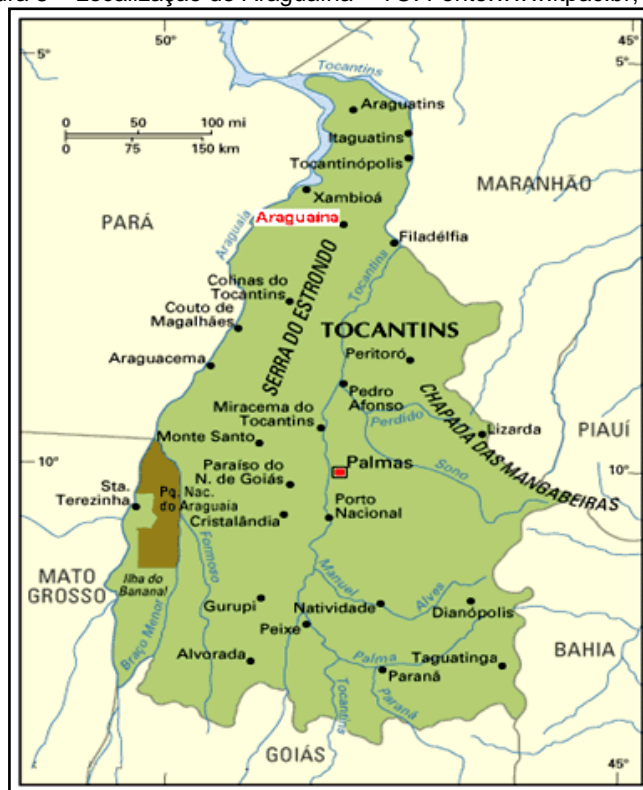 50°
45°
5°
5°
Tocantins
Araguatins
0 50 100 mi
0 75 150 km
Itaguatins
Tocantinópolis
MARANHÃO
Xambioá
PARÁ
Araguaína
Araguaia
Filadélfia
Tocantins
Colinas do
Tocantins
SERRA DO ESTRONDO
Couto de
Magalhães
TOCANTINS
Peritoró
Araguacema
Pedro
Afonso
CHAPADA DAS MANGABEIRAS
Miracema do
Tocantins
Perdido
Lizarda
PIAUÍ
Monte Santo
10°
Palmas
Sono
10°
Paraíso do
N. de Goiás
Sta.
Terezinha
Pq. Nac.
do Araguaia
Porto
Nacional
Cristalândia
Formoso
MATO
GROSSO
Ilha do
Bananal
Manuel
Alves
Gurupi
Natividade
Dianópolis
Peixe
Braço Menor
BAHIA
Alvorada
Palma
Taguatinga
Paraná
Tocantins
Paraná
GOIÁS
45°